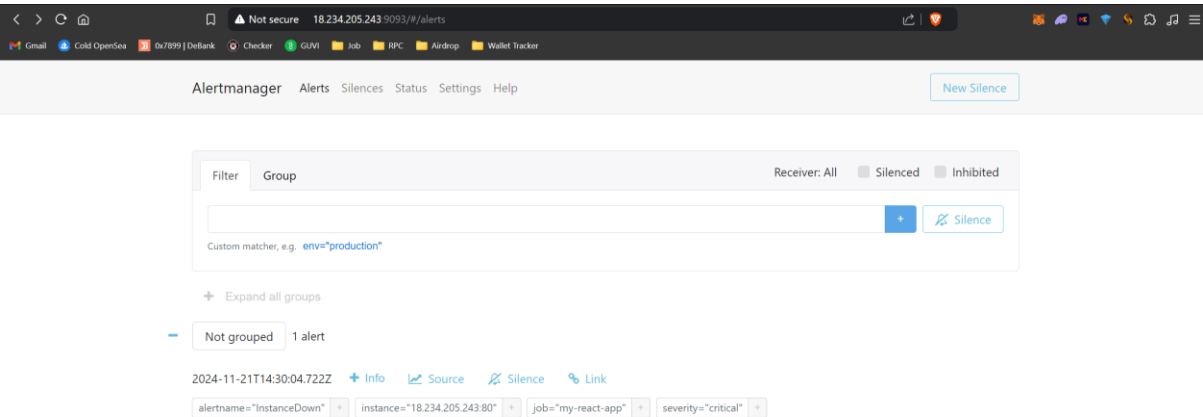 Not secure 18.234.205.243:9093/#/alerts
Gmail Cold OpenSea 0x7899 | DeBank Checker GUVI Job RPC Airdrop Wallet Tracker
Alertmanager Alerts Silences Status Settings Help New Silence
Filter Group Receiver: All Silenced Inhibited
+ Silence
Custom matcher, e.g. env="production"
+ Expand all groups
- Not grouped 1 alert
2024-11-21T14:30:04.722Z + Info Source Silence Link
alertname="InstanceDown" + instance="18.234.205.243:80" + job="my-react-app" + severity="critical" +